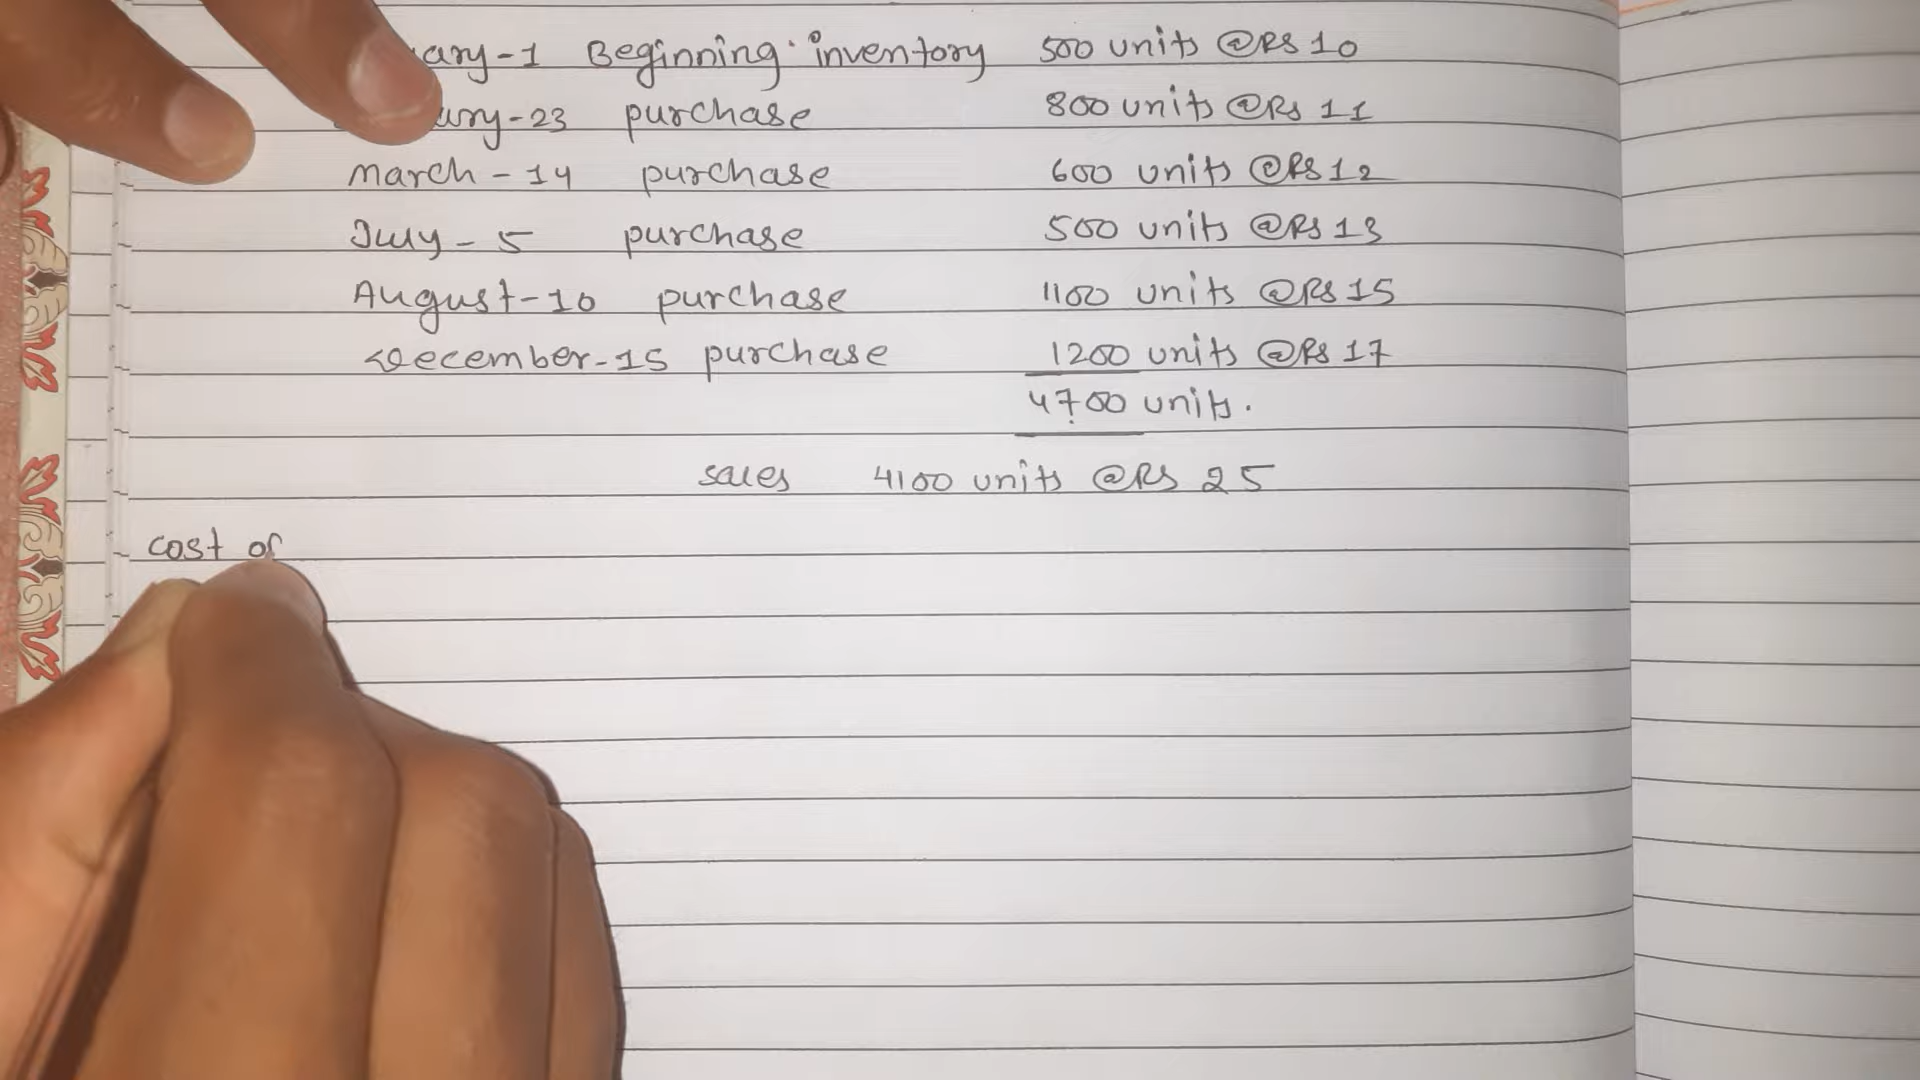 ary-1 Beginning inventory 500 units @Rs 10
ary-23 purchase 800 units @Rs 11
March-14 purchase 600 units @Rs 12
July-5 purchase 500 units @Rs 13
August-10 purchase 1100 units @Rs 15
December-15 purchase 1200 units @Rs 17
4700 units.
sales 4100 units @Rs 25
cost of